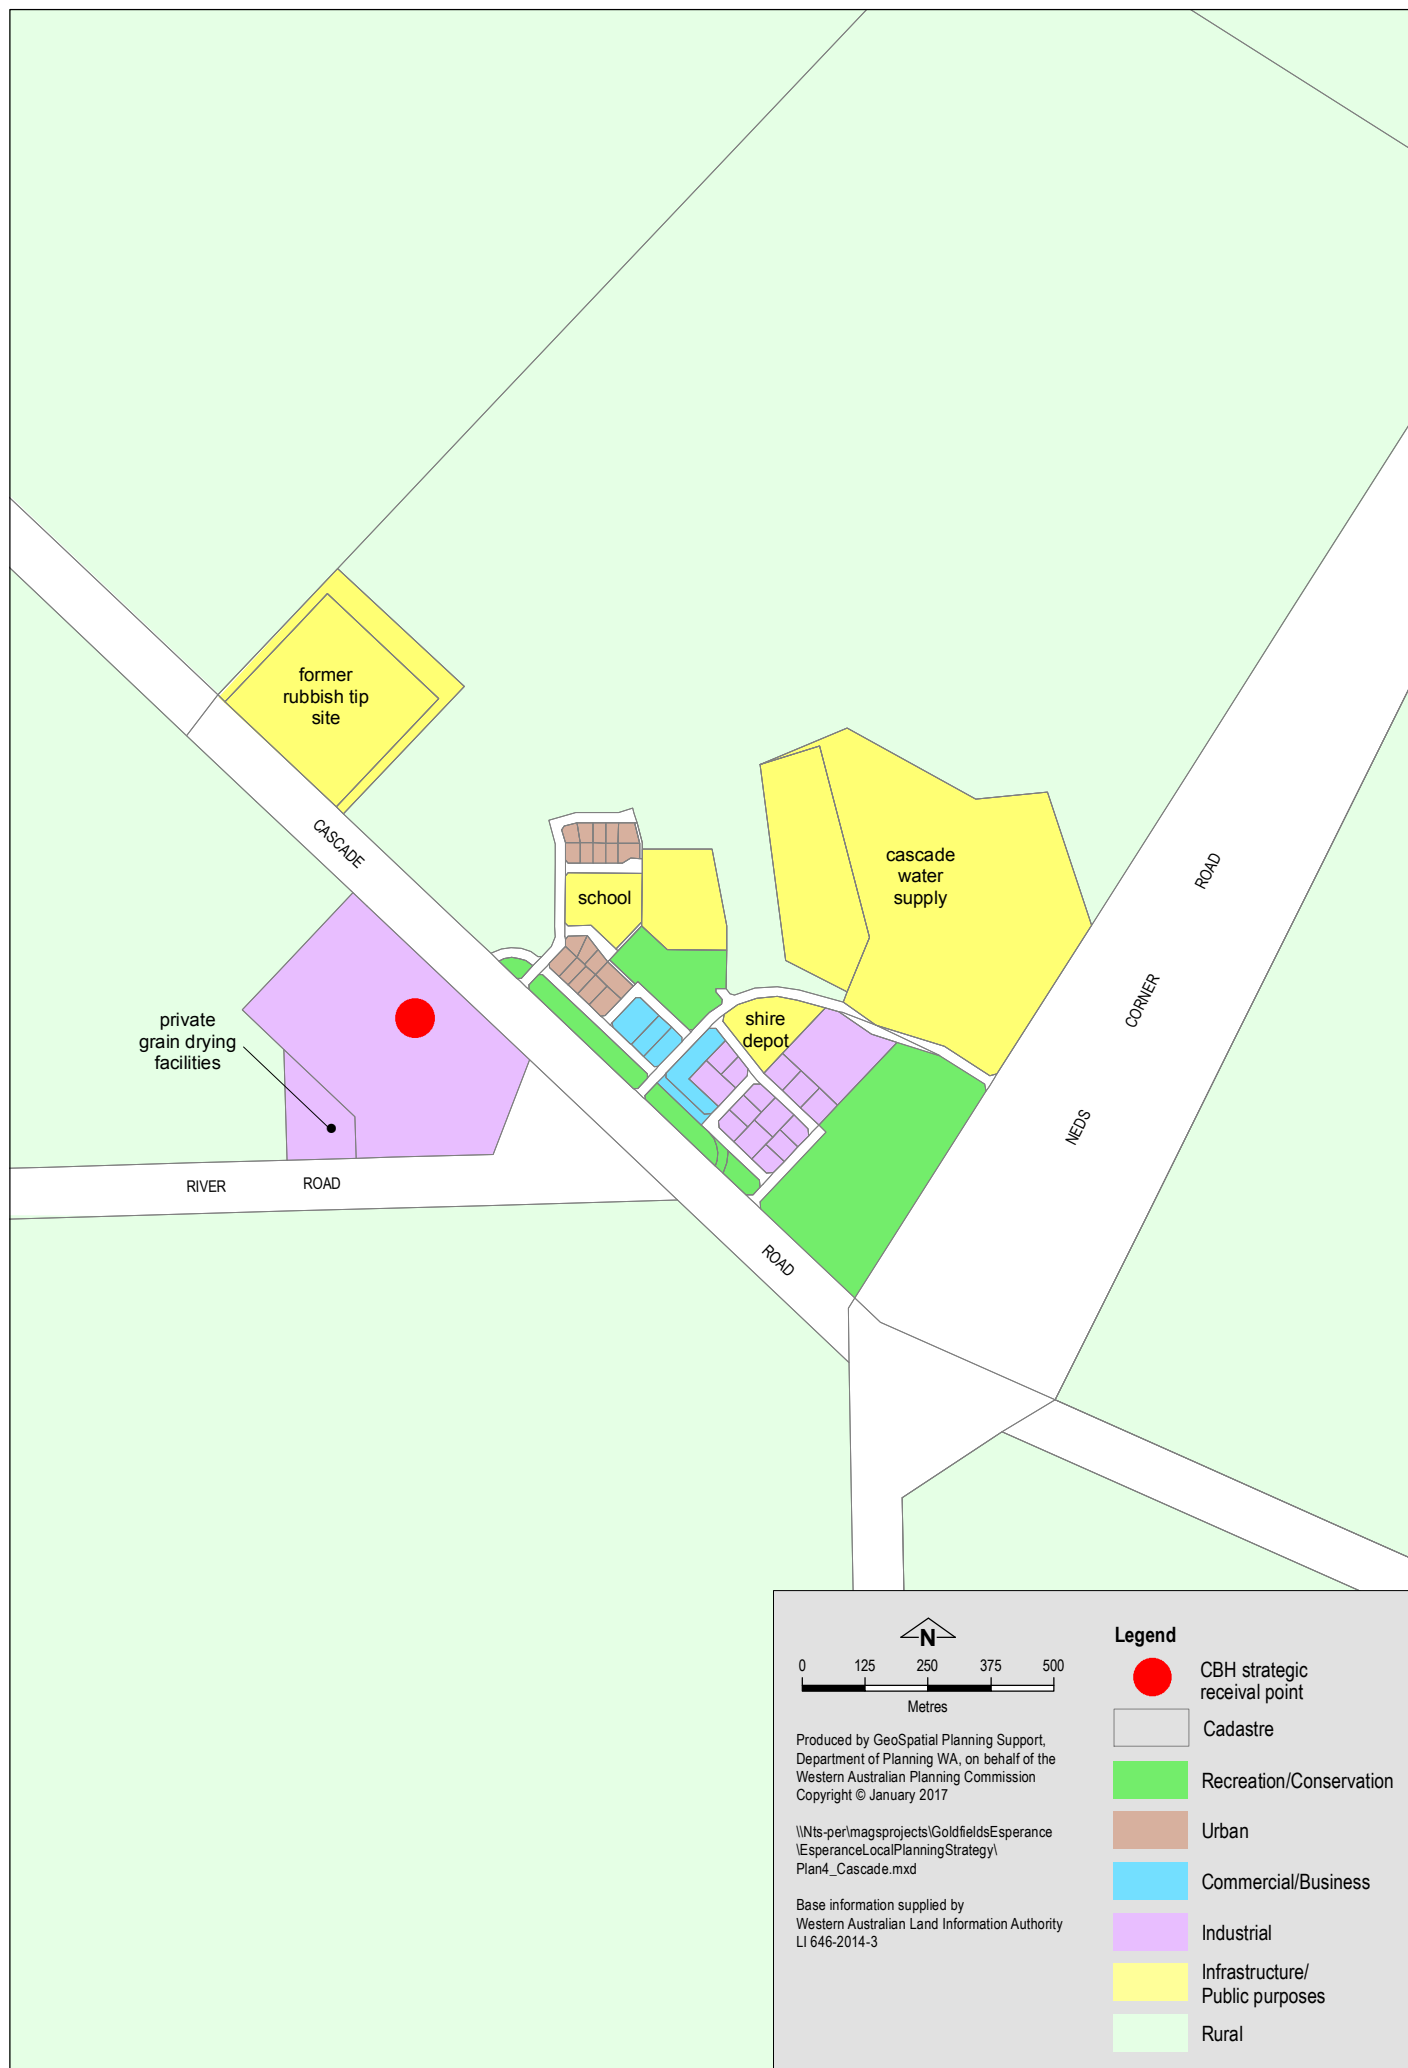 former
rubbish tip
site
CASCADE
cascade
water
supply
ROAD
school
CORNER
private
grain drying
facilities
shire
depot
NEDS
RIVER
ROAD
ROAD
N
0
125
250
375
500
Metres
Produced by GeoSpatial Planning Support,
Department of Planning WA, on behalf of the
Western Australian Planning Commission
Copyright © January 2017
\\Nts-per\magsprojects\GoldfieldsEsperance
\EsperanceLocalPlanningStrategy\
Plan4_Cascade.mxd
Base information supplied by
Western Australian Land Information Authority
LI 646-2014-3
Legend
CBH strategic
receival point
Cadastre
Recreation/Conservation
Urban
Commercial/Business
Industrial
Infrastructure/
Public purposes
Rural